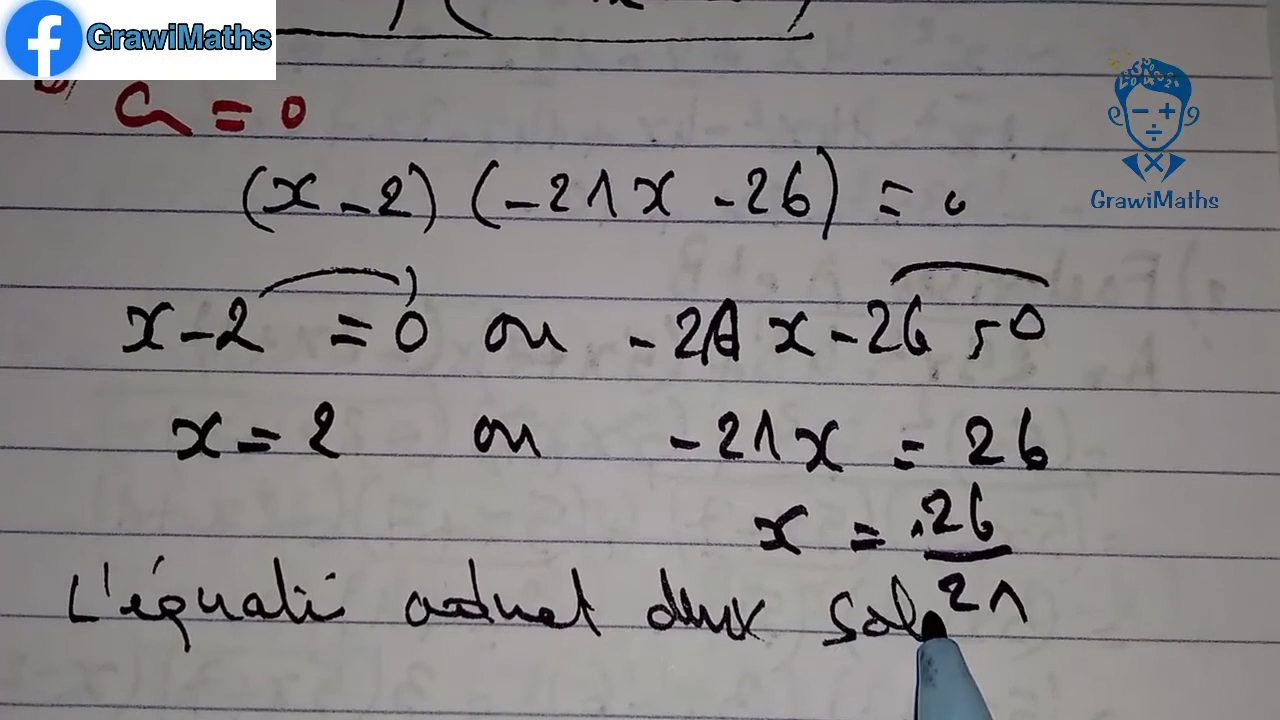 GrawiMaths
G = 0
(x - 2) (-21x - 26) = 0
GrawiMaths
x - 2 = 0 ou - 21 x - 26 = 0
x = 2 ou - 21x = 26
x = -26/21
L'équati admet deux sol